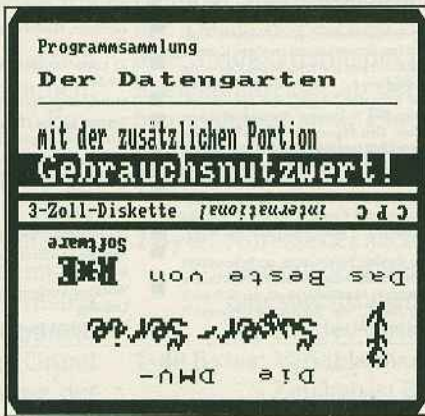 Programmsammlung
Der Datengarten
mit der zusätzlichen Portion
Gebrauchsnutzwert!
3-Zoll-Diskette
Die DMV-
Super-Serie
Das Beste von R*E
Software
CPC international